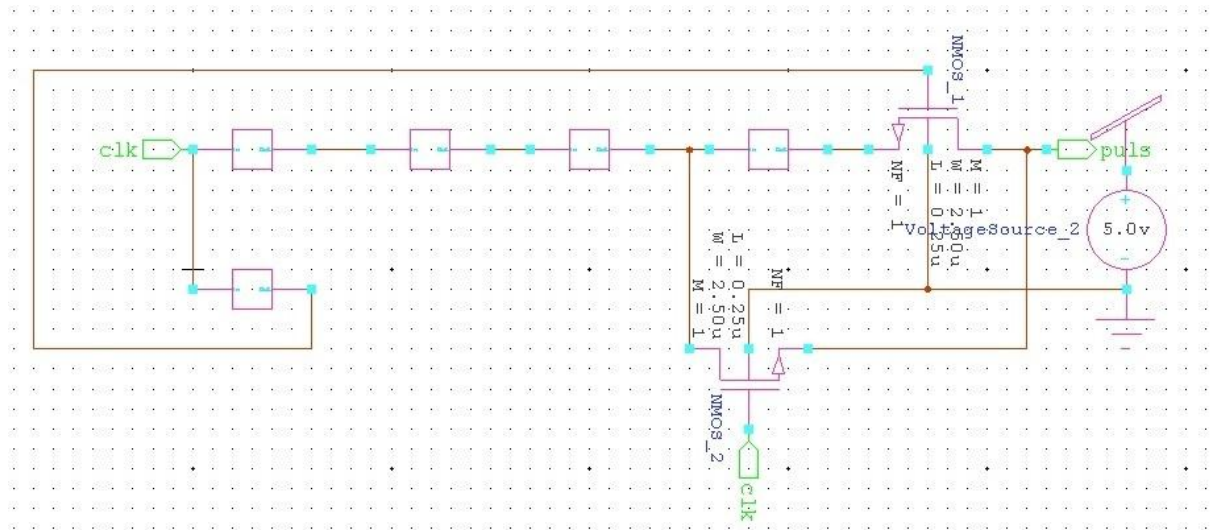 NMOS_1
clk
puls
M = 1
W = 2.50u
L = 0.25u
NF = 1
VoltageSource_2
5.0v
L = 0.25u
W = 2.50u
M = 1
NF = 1
NMOS_2
clk